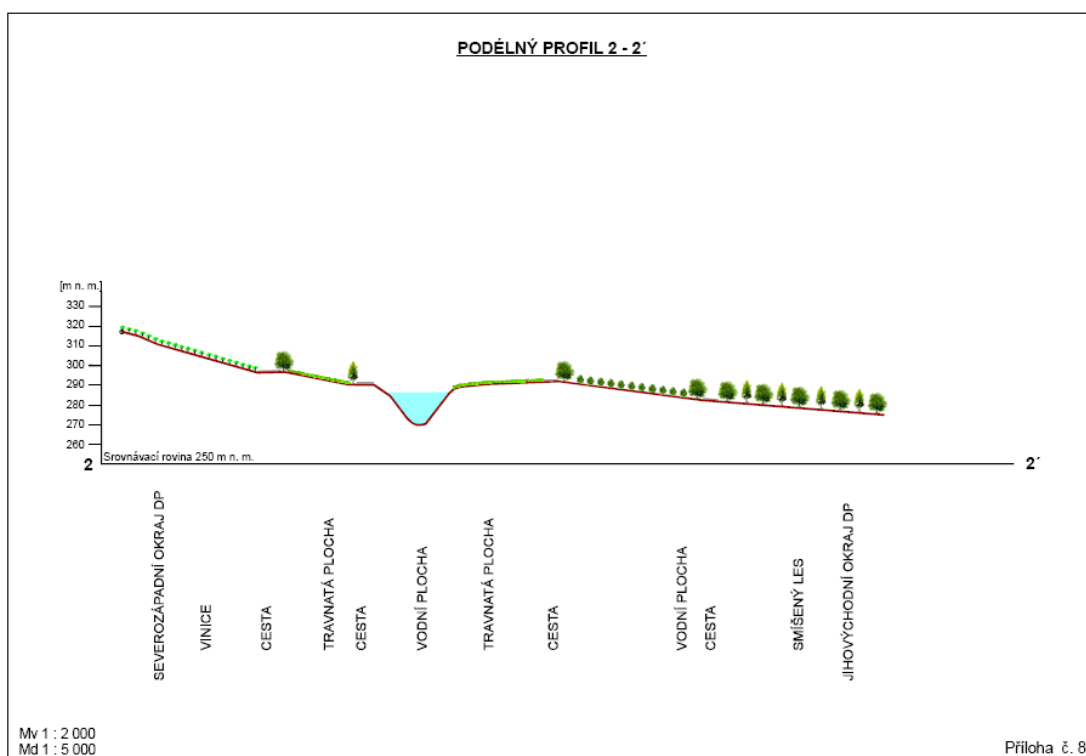 PODÉLNÝ PROFIL 2 - 2´
[m n. m.]
330
320
310
300
290
280
270
260
Srovnávací rovina 250 m n. m.
2
2´
SEVEROZÁPADNÍ OKRAJ DP
VINICE
CESTA
TRAVNATÁ PLOCHA
CESTA
VODNÍ PLOCHA
TRAVNATÁ PLOCHA
CESTA
VODNÍ PLOCHA
CESTA
SMÍŠENÝ LES
JIHOVÝCHODNÍ OKRAJ DP
Mv 1 : 2 000
Md 1 : 5 000
Příloha č. 8